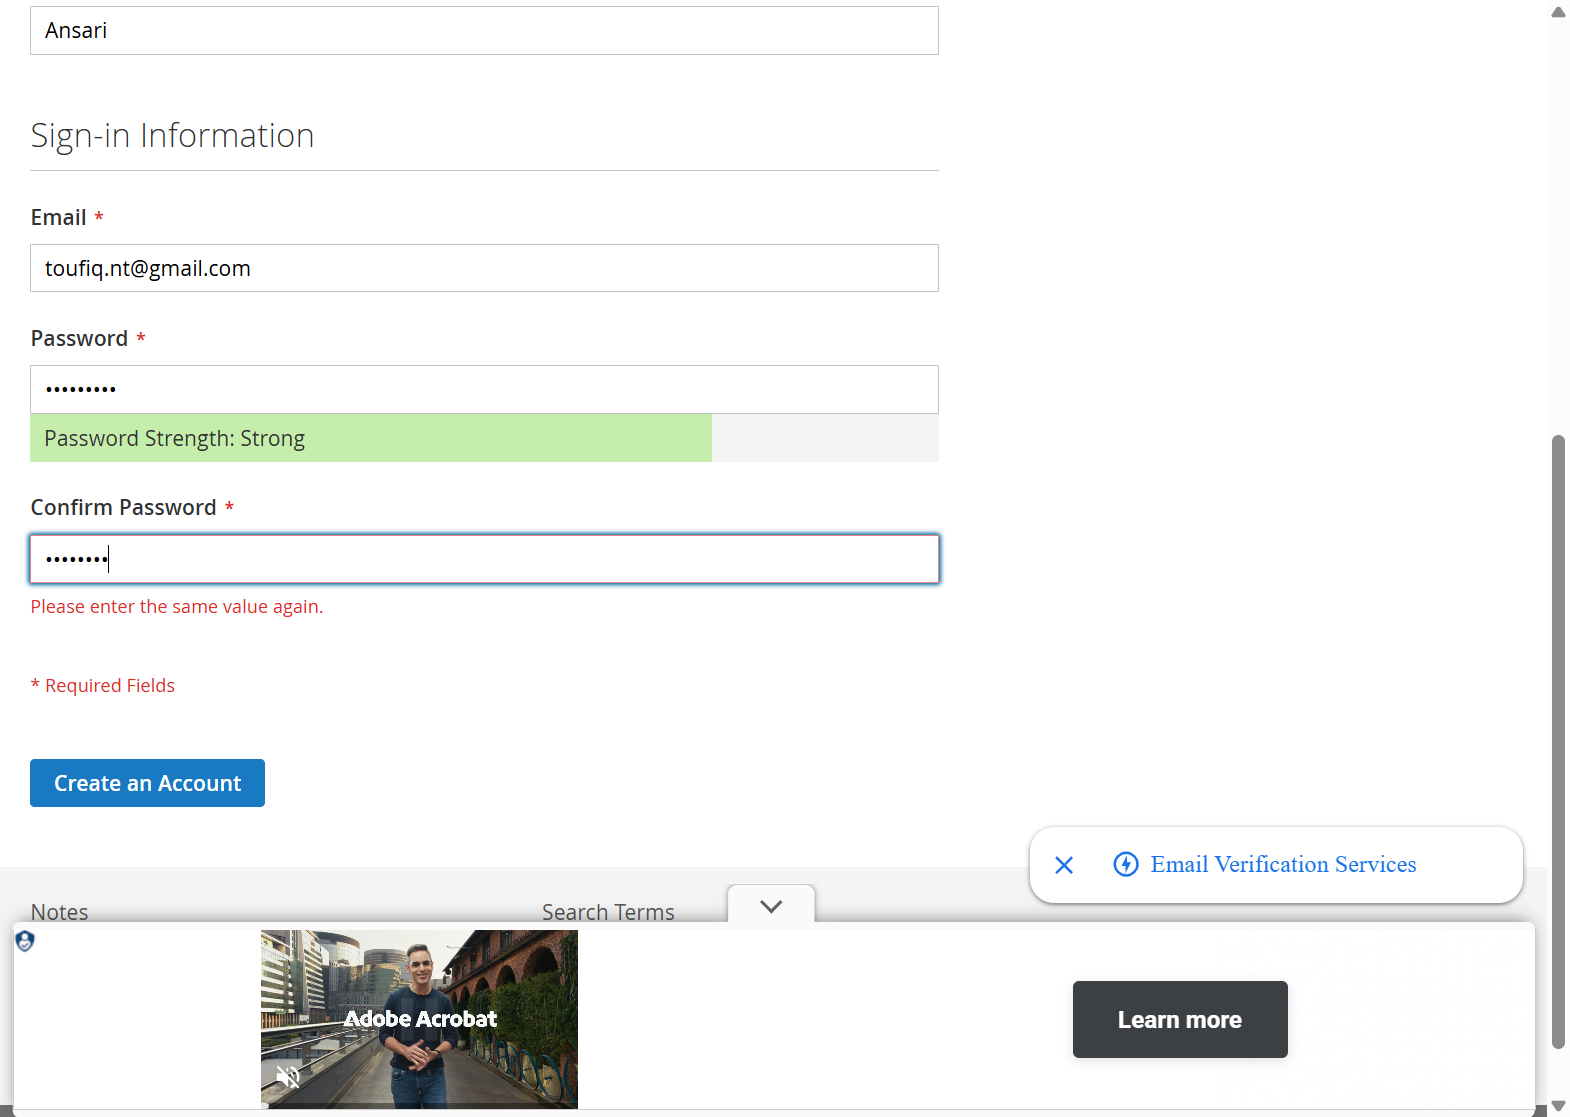 Ansari
Sign-in Information
Email *
toufiq.nt@gmail.com
Password *
•••••••••
Password Strength: Strong
Confirm Password *
••••••••
Please enter the same value again.
* Required Fields
Create an Account
Email Verification Services
Notes
Search Terms
Adobe Acrobat
Learn more